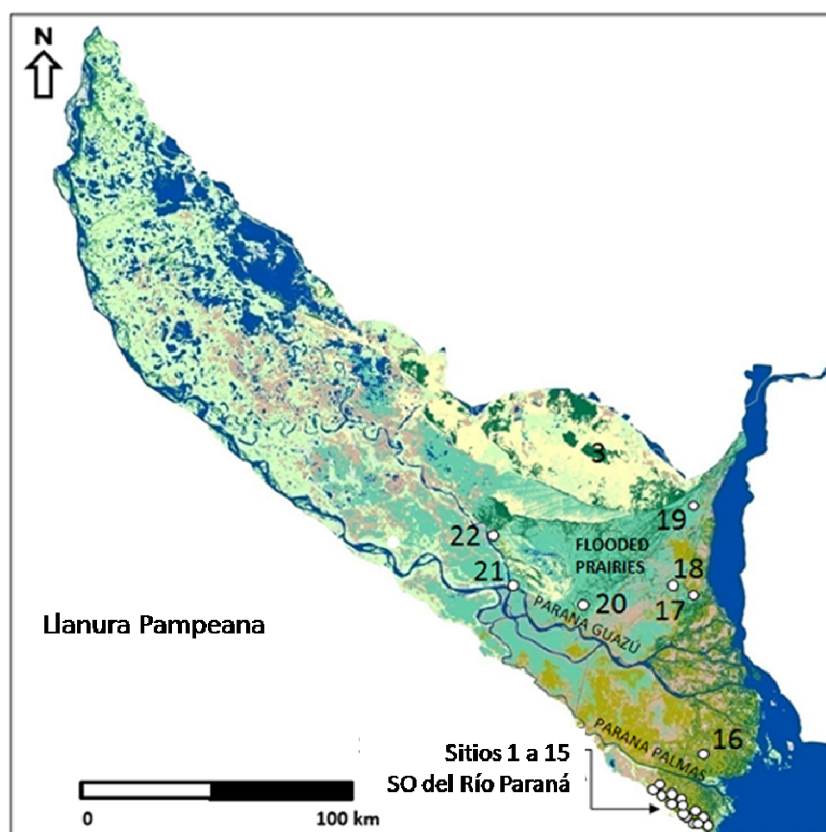 N
3
19
22
FLOODED
PRAIRIES
18
21
17
20
PARANA GUAZÚ
Llanura Pampeana
16
PARANA PALMAS
Sitios 1 a 15
SO del Río Paraná
0
100 km